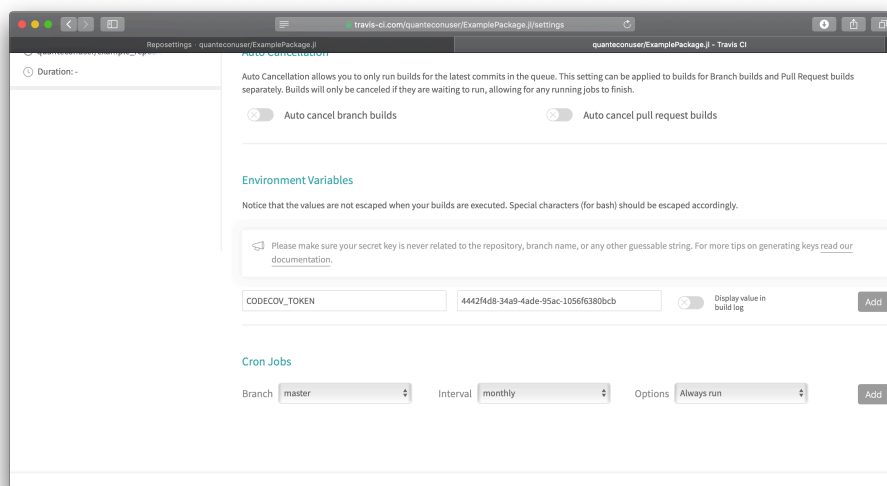 travis-ci.com/quanteconuser/ExamplePackage.jl/settings
Reposettings · quanteconuser/ExamplePackage.jl
quanteconuser/ExamplePackage.jl - Travis CI
Auto Cancellation
Duration: -
Auto Cancellation allows you to only run builds for the latest commits in the queue. This setting can be applied to builds for Branch builds and Pull Request builds
separately. Builds will only be canceled if they are waiting to run, allowing for any running jobs to finish.
Auto cancel branch builds
Auto cancel pull request builds
Environment Variables
Notice that the values are not escaped when your builds are executed. Special characters (for bash) should be escaped accordingly.
Please make sure your secret key is never related to the repository, branch name, or any other guessable string. For more tips on generating keys read our
documentation.
CODECOV_TOKEN
4442f4d8-34a9-4ade-95ac-1056f6380bcb
Display value in
build log
Add
Cron Jobs
Branch master
Interval monthly
Options Always run
Add